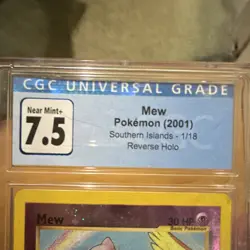 CGC UNIVERSAL GRADE
Near Mint+
7.5
Mew
Pokémon (2001)
Southern Islands - 1/18
Reverse Holo
Mew
30 HP
Basic Pokémon